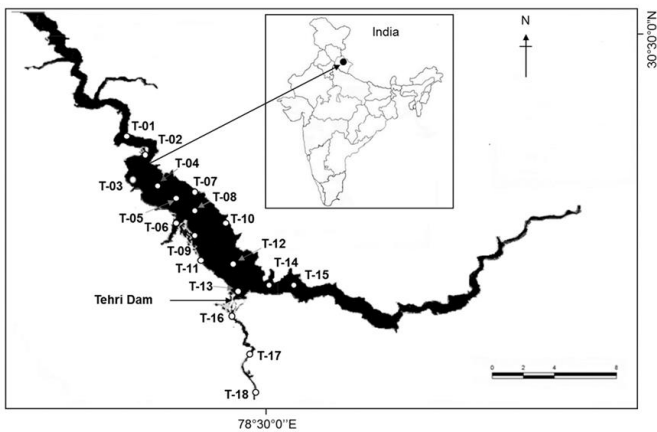 India
N
30°30'0"N
T-01
T-02
T-04
T-03
T-07
T-05
T-08
T-06
T-10
T-09
T-12
T-11
T-14
T-15
T-13
Tehri Dam
T-16
T-17
T-18
0 2 4 8
78°30'0''E